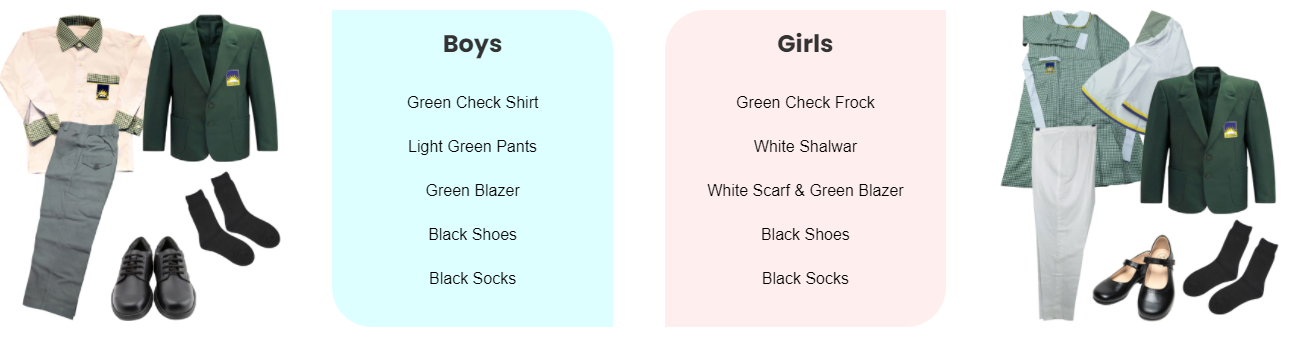 Boys
Green Check Shirt
Light Green Pants
Green Blazer
Black Shoes
Black Socks
Girls
Green Check Frock
White Shalwar
White Scarf & Green Blazer
Black Shoes
Black Socks